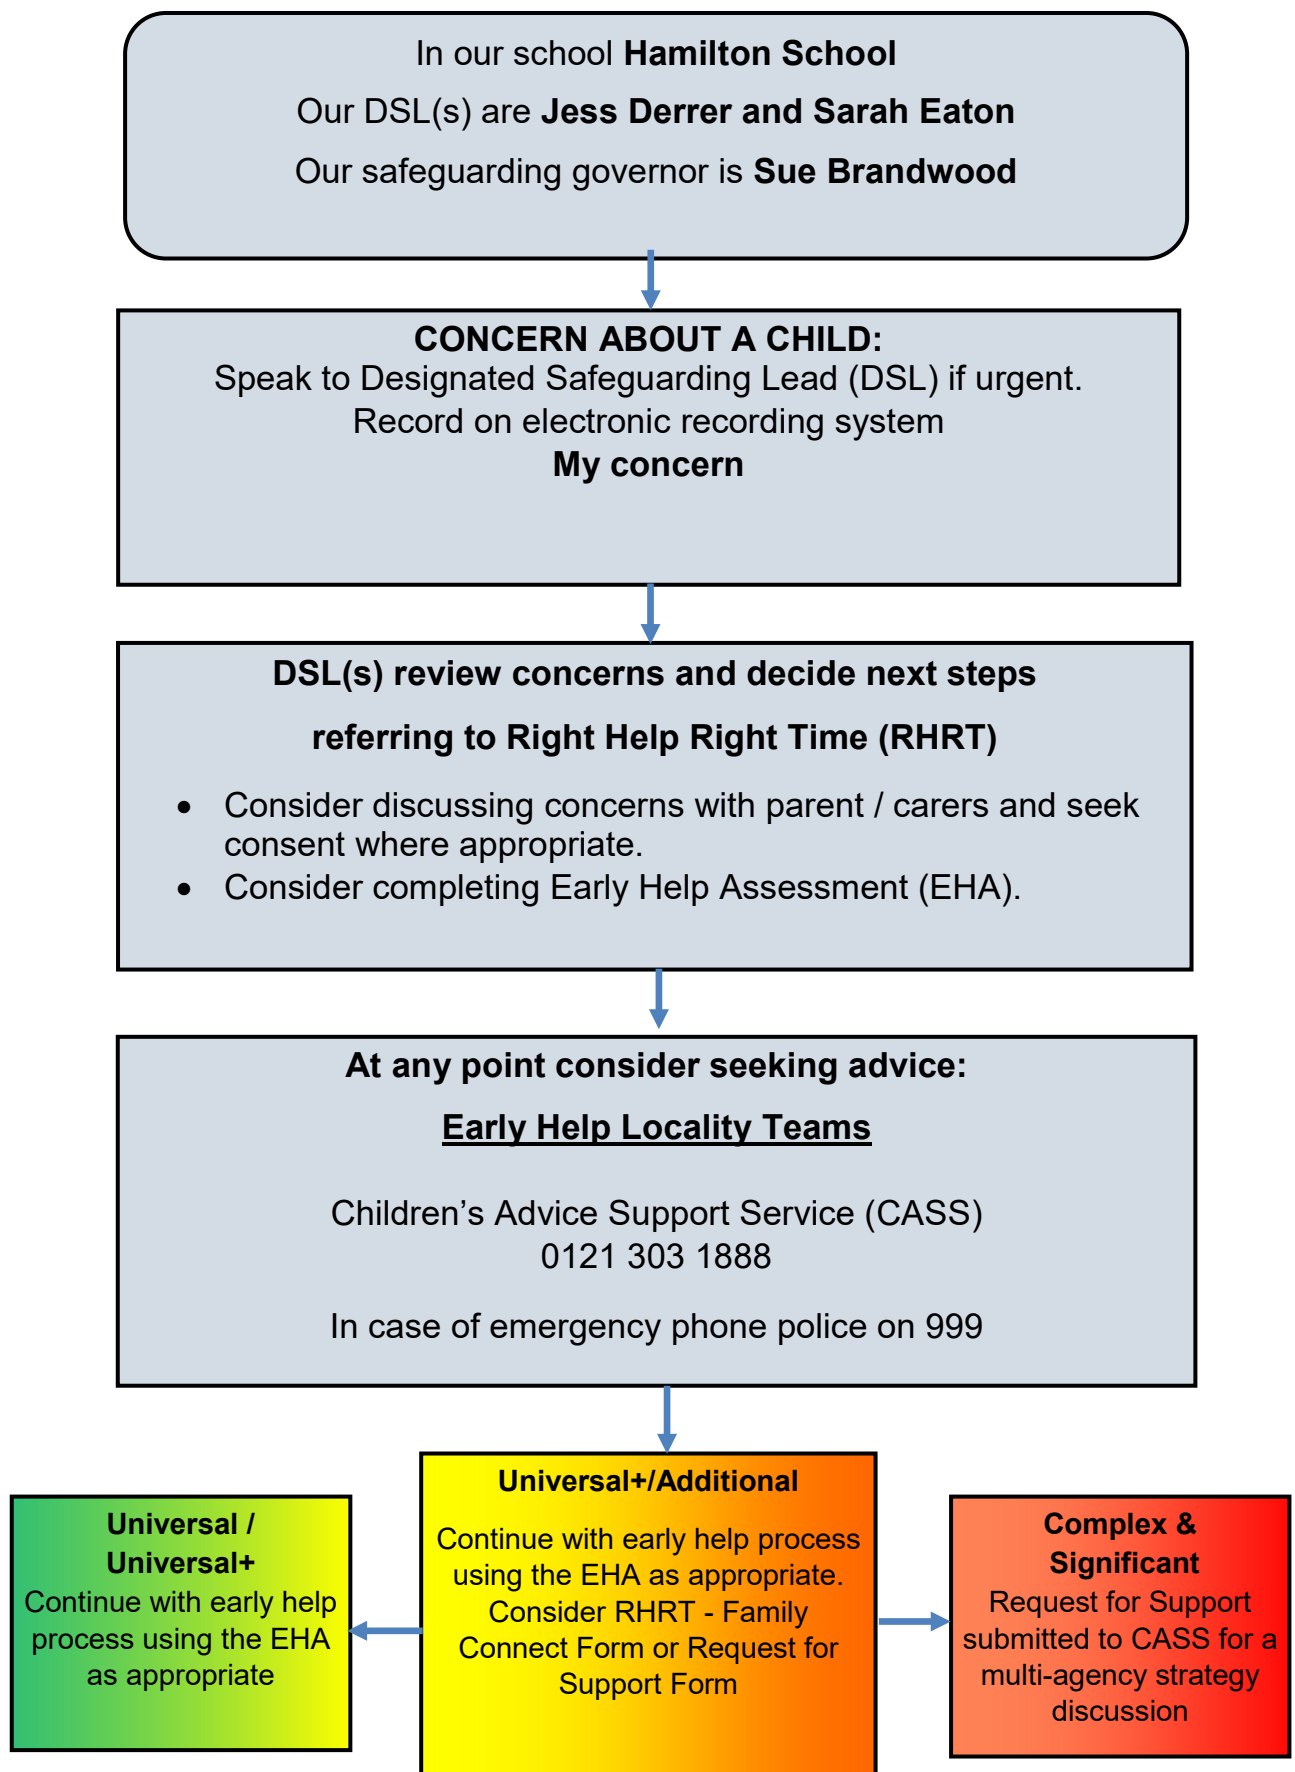 In our school Hamilton School
Our DSL(s) are Jess Derrer and Sarah Eaton
Our safeguarding governor is Sue Brandwood
CONCERN ABOUT A CHILD:
Speak to Designated Safeguarding Lead (DSL) if urgent.
Record on electronic recording system
My concern
DSL(s) review concerns and decide next steps
referring to Right Help Right Time (RHRT)
• Consider discussing concerns with parent / carers and seek
consent where appropriate.
• Consider completing Early Help Assessment (EHA).
At any point consider seeking advice:
Early Help Locality Teams
Children’s Advice Support Service (CASS)
0121 303 1888
In case of emergency phone police on 999
Universal /
Universal+
Continue with early help
process using the EHA
as appropriate
Universal+/Additional
Continue with early help process
using the EHA as appropriate.
Consider RHRT - Family
Connect Form or Request for
Support Form
Complex &
Significant
Request for Support
submitted to CASS for a
multi-agency strategy
discussion